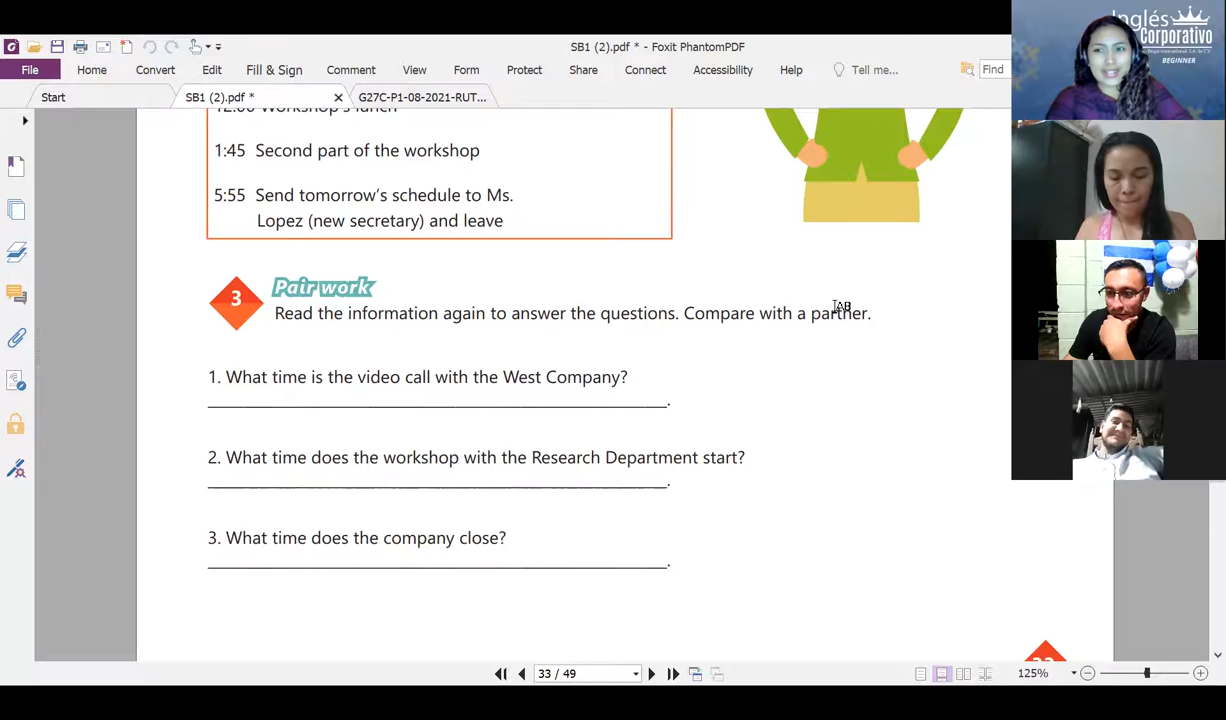 SB1 (2).pdf * - Foxit PhantomPDF
File Home Convert Edit Fill & Sign Comment View Form Protect Share Connect Accessibility Help Tell me... Find
Start SB1 (2).pdf * G27C-P1-08-2021-RUT...
Inglés
Corporativo
BEGINNER
12:00 Workshop's lunch
1:45 Second part of the workshop
5:55 Send tomorrow's schedule to Ms.
Lopez (new secretary) and leave
3 Pair work
Read the information again to answer the questions. Compare with a partner.
1. What time is the video call with the West Company?
2. What time does the workshop with the Research Department start?
3. What time does the company close?
33 / 49
125%